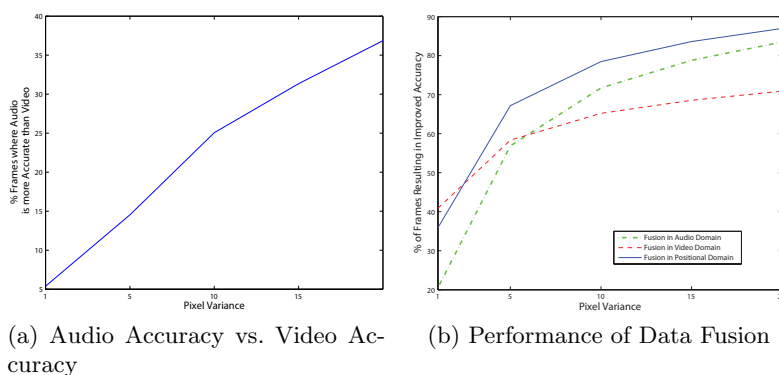 40
35
30
25
20
15
10
5
1
5
10
15
% Frames where Audio
is more Accurate than Video
Pixel Variance
(a) Audio Accuracy vs. Video Ac-
curacy
90
80
70
60
50
40
30
20
1
5
10
15
% of Frames Resulting in Improved Accuracy
Pixel Variance
Fusion in Audio Domain
Fusion in Video Domain
Fusion in Positional Domain
(b) Performance of Data Fusion